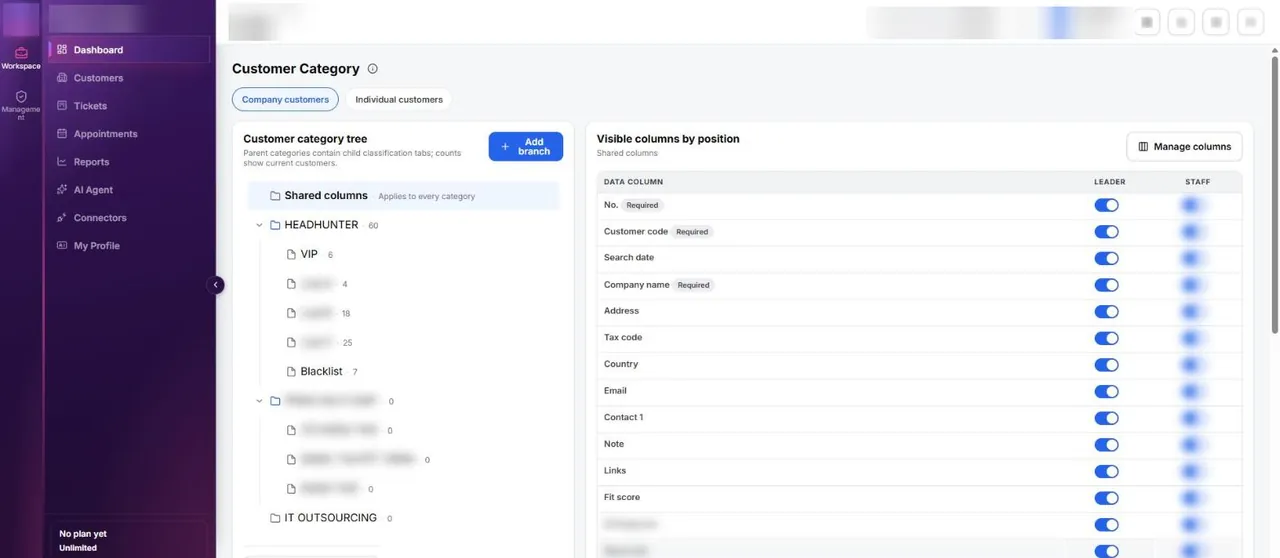 Workspace
Manageme
nt
Dashboard
Customers
Tickets
Appointments
Reports
AI Agent
Connectors
My Profile
No plan yet
Unlimited
Customer Category
Company customers
Individual customers
Customer category tree
Parent categories contain child classification tabs; counts
show current customers.
+ Add
branch
Shared columns · Applies to every category
HEADHUNTER · 60
VIP · 6
· 4
· 18
· 25
Blacklist · 7
· 0
· 0
· 0
· 0
IT OUTSOURCING · 0
Visible columns by position
Shared columns
Manage columns
DATA COLUMN LEADER STAFF
No. Required
Customer code Required
Search date
Company name Required
Address
Tax code
Country
Email
Contact 1
Note
Links
Fit score